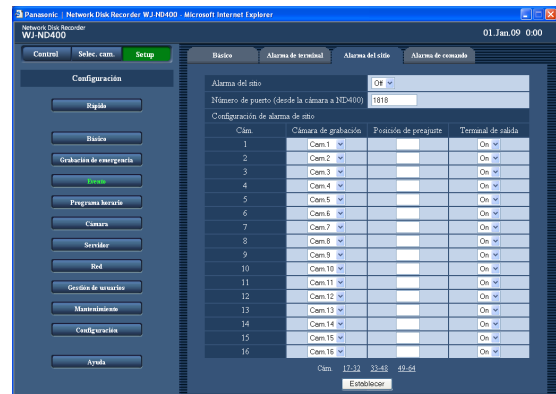 Panasonic | Network Disk Recorder WJ-ND400 - Microsoft Internet Explorer
Network Disk Recorder
WJ-ND400
01.Jan.09 0:00
Control Selec. cam. Setup
Configuración
Rápido
Básico
Grabación de emergencia
Evento
Programa horario
Cámara
Servidor
Red
Gestión de usuarios
Mantenimiento
Configuración
Ayuda
Básico Alarma de terminal Alarma del sitio Alarma de comando
Alarma del sitio Off
Número de puerto (desde la cámara a ND400) 1818
Configuración de alarma de sitio
Cám. Cámara de grabación Posición de preajuste Terminal de salida
1 Cam.1 On
2 Cam.2 On
3 Cam.3 On
4 Cam.4 On
5 Cam.5 On
6 Cam.6 On
7 Cam.7 On
8 Cam.8 On
9 Cam.9 On
10 Cam.10 On
11 Cam.11 On
12 Cam.12 On
13 Cam.13 On
14 Cam.14 On
15 Cam.15 On
16 Cam.16 On
Cám. 17-32 33-48 49-64
Establecer